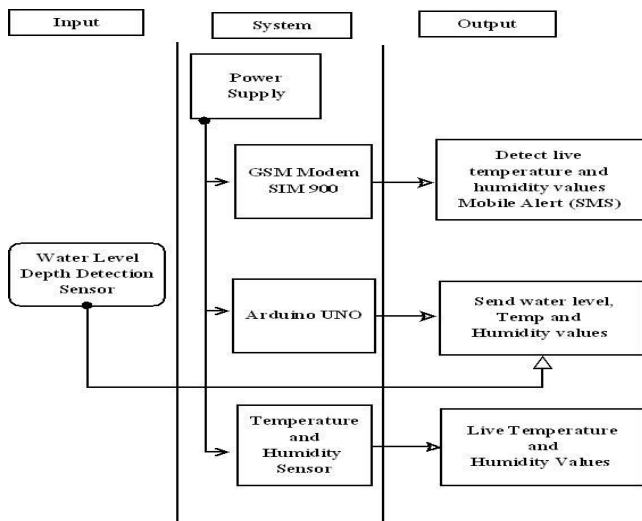 Input
System
Output
Power
Supply
GSM Modem
SIM 900
Detect live
temperature and
humidity values
Mobile Alert (SMS)
Water Level
Depth Detection
Sensor
Arduino UNO
Send water level,
Temp and
Humidity values
Temperature
and
Humidity
Sensor
Live Temperature
and
Humidity Values